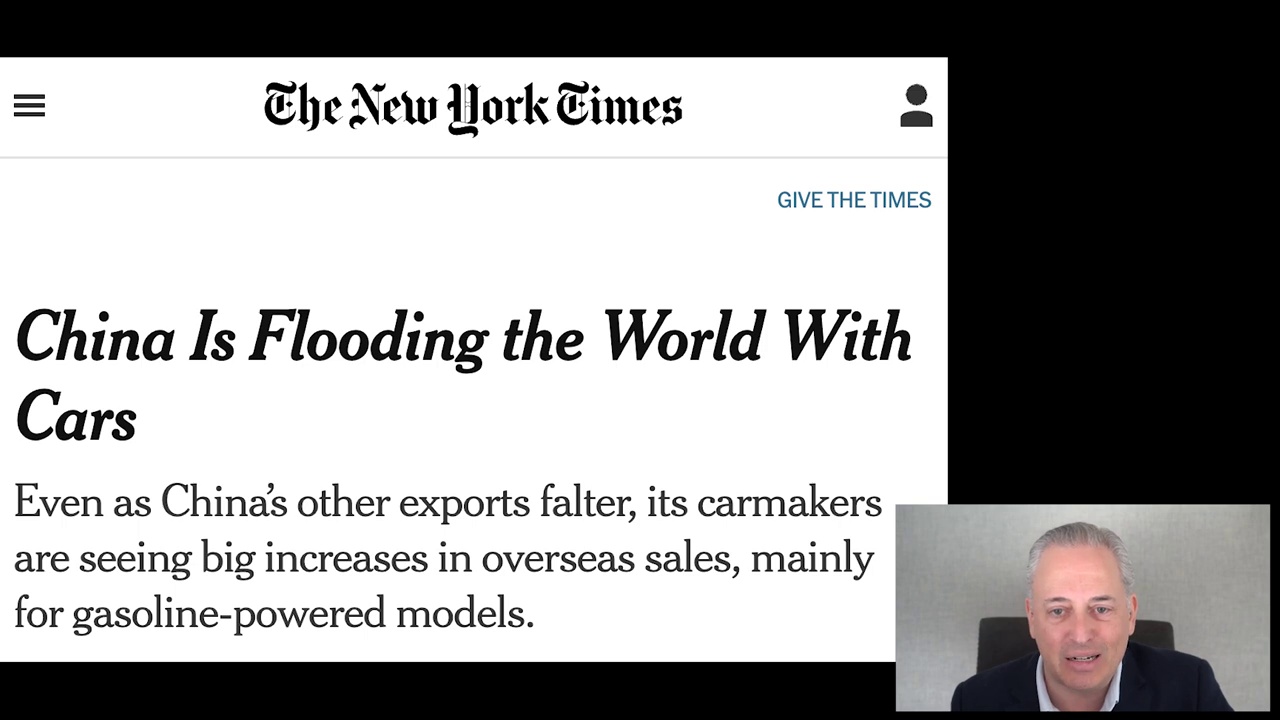 The New York Times
GIVE THE TIMES
China Is Flooding the World With
Cars
Even as China’s other exports falter, its carmakers
are seeing big increases in overseas sales, mainly
for gasoline-powered models.